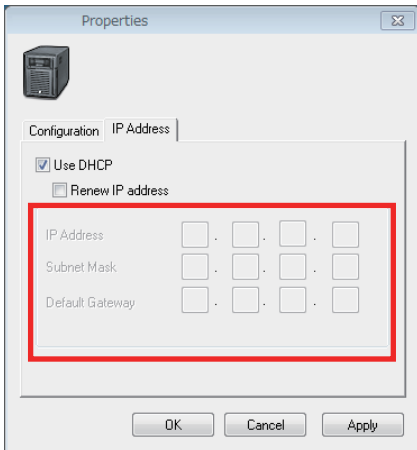 Properties
Configuration IP Address
Use DHCP
Renew IP address
IP Address . . .
Subnet Mask . . .
Default Gateway . . .
OK Cancel Apply